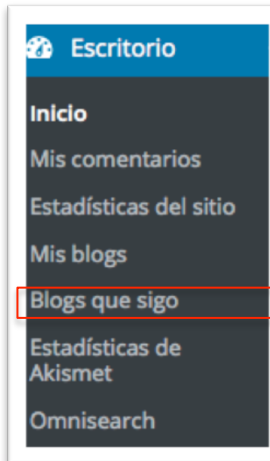 Escritorio
Inicio
Mis comentarios
Estadísticas del sitio
Mis blogs
Blogs que sigo
Estadísticas de
Akismet
Omnisearch